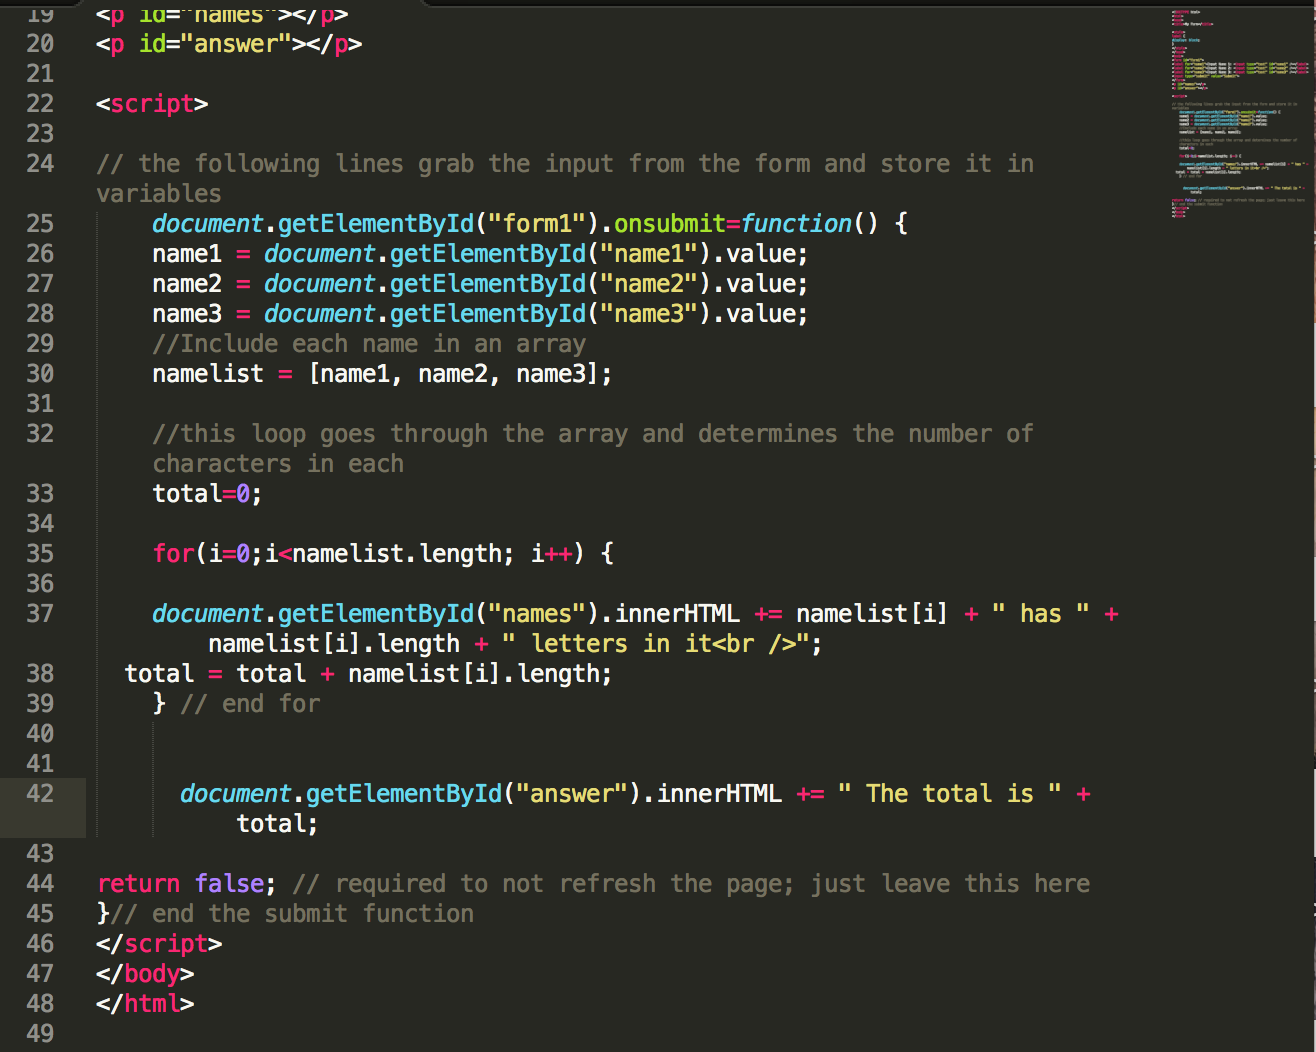 19 <p id="names"></p>
20 <p id="answer"></p>
21
22 <script>
23
24 // the following lines grab the input from the form and store it in
variables
25 document.getElementById("form1").onsubmit=function() {
26 name1 = document.getElementById("name1").value;
27 name2 = document.getElementById("name2").value;
28 name3 = document.getElementById("name3").value;
29 //Include each name in an array
30 namelist = [name1, name2, name3];
31
32 //this loop goes through the array and determines the number of
characters in each
33 total=0;
34
35 for(i=0;i<namelist.length; i++) {
36
37 document.getElementById("names").innerHTML += namelist[i] + " has " +
namelist[i].length + " letters in it<br />";
38 total = total + namelist[i].length;
39 } // end for
40
41
42 document.getElementById("answer").innerHTML += " The total is " +
total;
43
44 return false; // required to not refresh the page; just leave this here
45 }// end the submit function
46 </script>
47 </body>
48 </html>
49